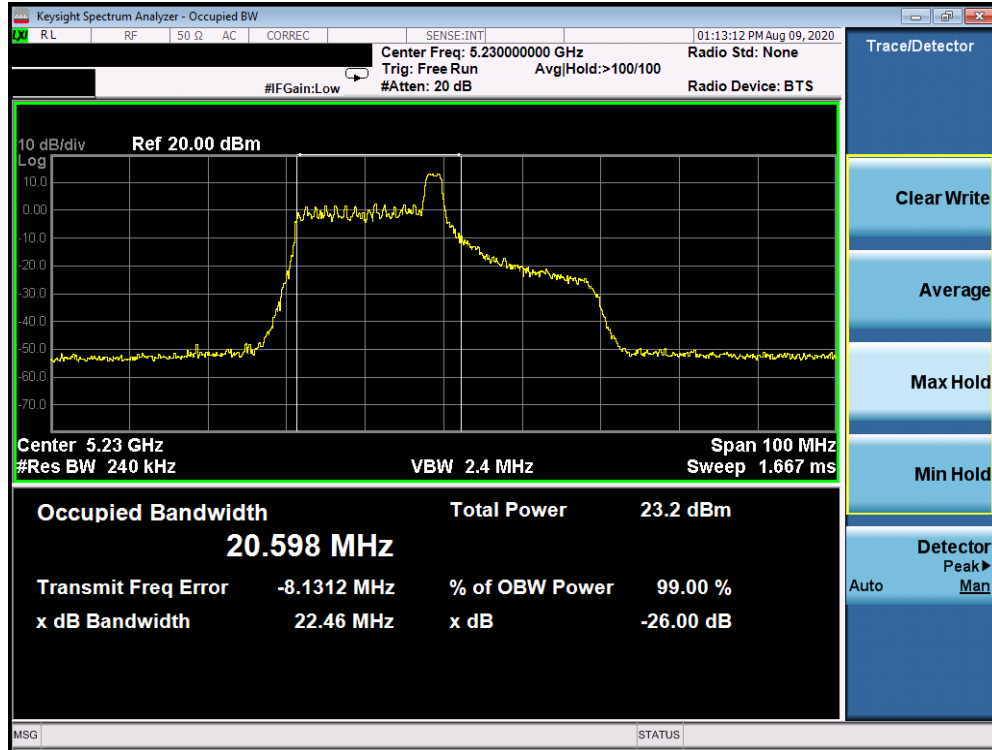 Keysight Spectrum Analyzer - Occupied BW
LXI RL RF 50 Ω AC CORREC SENSE:INT 01:13:12 PM Aug 09, 2020
Center Freq: 5.230000000 GHz Radio Std: None
Trig: Free Run Avg|Hold:>100/100
#IFGain:Low #Atten: 20 dB Radio Device: BTS
10 dB/div Ref 20.00 dBm
Log
10.0
0.00
-10.0
-20.0
-30.0
-40.0
-50.0
-60.0
-70.0
Center 5.23 GHz Span 100 MHz
#Res BW 240 kHz VBW 2.4 MHz Sweep 1.667 ms
Occupied Bandwidth Total Power 23.2 dBm
20.598 MHz
Transmit Freq Error -8.1312 MHz % of OBW Power 99.00 %
x dB Bandwidth 22.46 MHz x dB -26.00 dB
MSG STATUS
Trace/Detector
Clear Write
Average
Max Hold
Min Hold
Detector
Peak▶
Auto Man